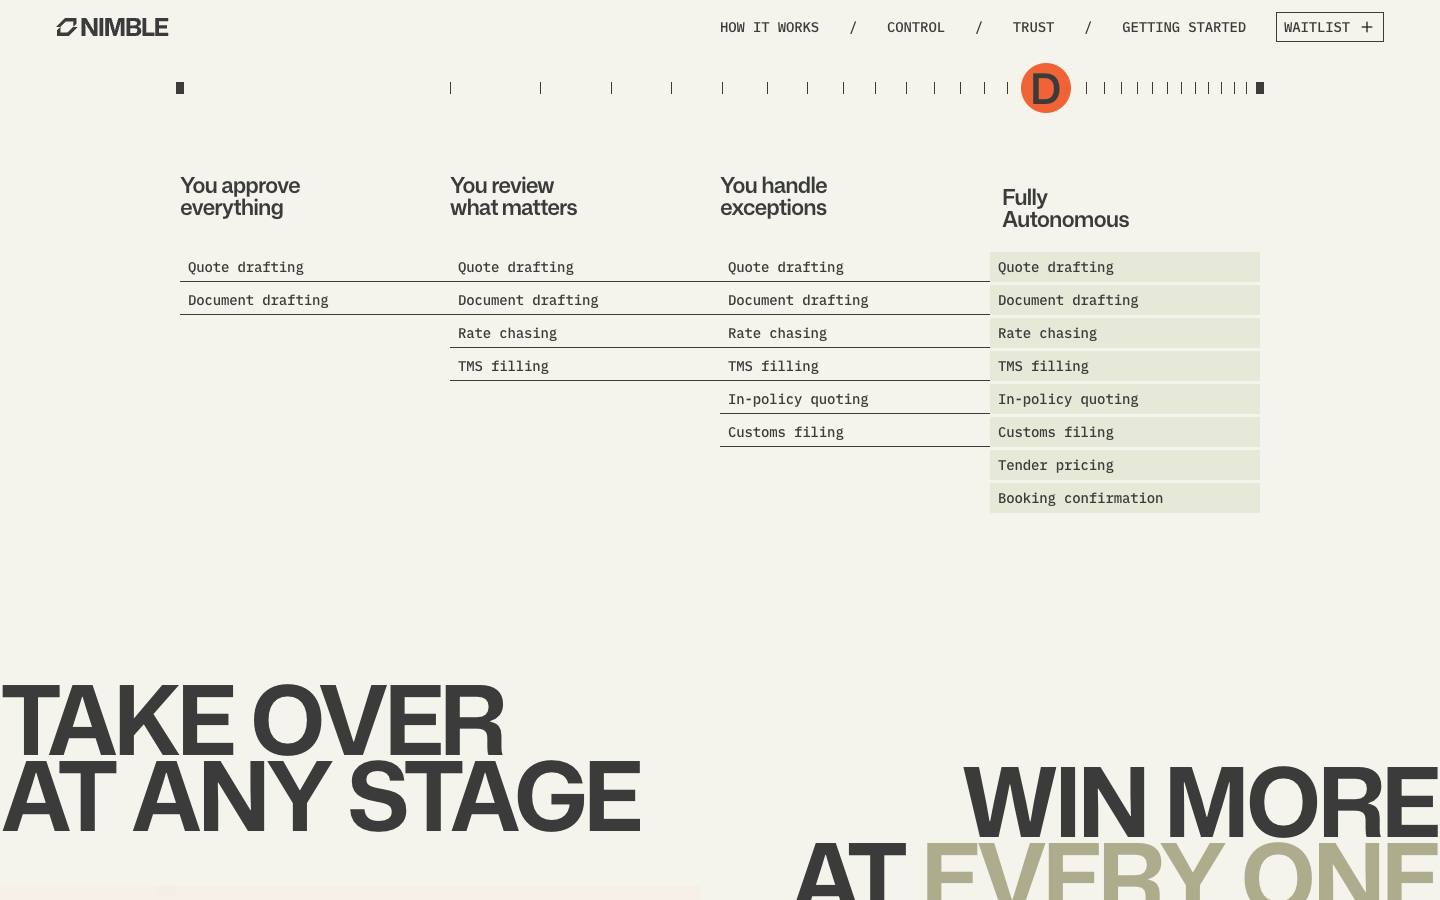 NIMBLE
HOW IT WORKS / CONTROL / TRUST / GETTING STARTED WAITLIST +
D
You approve
everything
Quote drafting
Document drafting
You review
what matters
Quote drafting
Document drafting
Rate chasing
TMS filling
You handle
exceptions
Quote drafting
Document drafting
Rate chasing
TMS filling
In-policy quoting
Customs filing
Fully
Autonomous
Quote drafting
Document drafting
Rate chasing
TMS filling
In-policy quoting
Customs filing
Tender pricing
Booking confirmation
TAKE OVER
AT ANY STAGE
WIN MORE
AT EVERY ONE